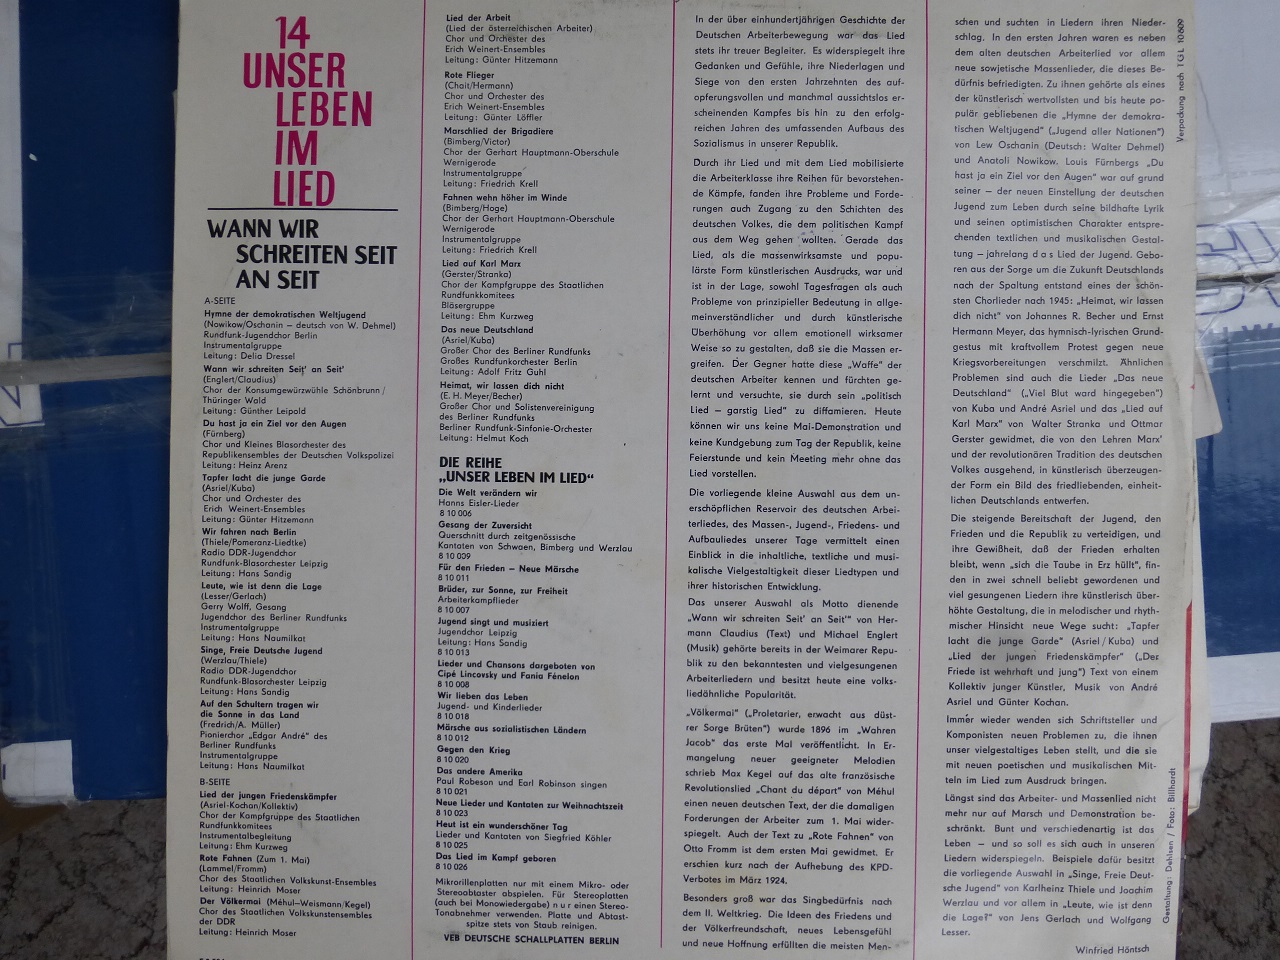 14
UNSER
LEBEN
IM
LIED
WANN WIR
SCHREITEN SEIT
AN SEIT
A-SEITE
Hymne der demokratischen Weltjugend
(Nowikow/Oschanin – deutsch von W. Dehmel)
Rundfunk-Jugendchor Berlin
Instrumentalgruppe
Leitung: Delia Dressel
Wann wir schreiten Seit' an Seit'
(Englert/Claudius)
Chor der Konsumgewürzwühle Schönbrunn/
Thüringer Wald
Leitung: Günther Leipold
Du hast ja ein Ziel vor den Augen
(Fürnberg)
Chor und Kleines Blasorchester des
Republikensembles der Deutschen Volkspolizei
Leitung: Heinz Arenz
Tapfer lacht die junge Garde
(Asriel/Kuba)
Chor und Orchester des
Erich Weinert-Ensembles
Leitung: Günter Hitzemann
Wir fahren nach Berlin
(Thiele/Pomeranz-Liedtke)
Radio DDR-Jugendchor
Rundfunk-Blasorchester Leipzig
Leitung: Hans Sandig
Leute, wie ist denn die Lage
(Lesser/Gerlach)
Gerry Wolff, Gesang
Jugendchor des Berliner Rundfunks
Instrumentalgruppe
Leitung: Hans Naumilkat
Singe, Freie Deutsche Jugend
(Werzlau/Thiele)
Radio DDR-Jugendchor
Rundfunk-Blasorchester Leipzig
Leitung: Hans Sandig
Auf den Schultern tragen wir
die Sonne in das Land
(Fredrich/A. Müller)
Pionierchor „Edgar André" des
Berliner Rundfunks
Instrumentalgruppe
Leitung: Hans Naumilkat
B-SEITE
Lied der jungen Friedenskämpfer
(Asriel-Kochan/Kollektiv)
Chor der Kampfgruppe des Staatlichen
Rundfunkkomitees
Instrumentalbegleitung
Leitung: Ehm Kurzweg
Rote Fahnen (Zum 1. Mai)
(Lammel/Fromm)
Chor des Staatlichen Volkskunst-Ensembles
Leitung: Heinrich Moser
Der Völkermai (Méhul–Weismann/Kegel)
Chor des Staatlichen Volkskunstensembles
der DDR
Leitung: Heinrich Moser
Lied der Arbeit
(Lied der österreichischen Arbeiter)
Chor und Orchester des
Erich Weinert-Ensembles
Leitung: Günter Hitzemann
Rote Flieger
(Chait/Hermann)
Chor und Orchester des
Erich Weinert-Ensembles
Leitung: Günter Löffler
Marschlied der Brigadiere
(Bimberg/Victor)
Chor der Gerhart Hauptmann-Oberschule
Wernigerode
Instrumentalgruppe
Leitung: Friedrich Krell
Fahnen wehn höher im Winde
(Bimberg/Hoge)
Chor der Gerhart Hauptmann-Oberschule
Wernigerode
Instrumentalgruppe
Leitung: Friedrich Krell
Lied auf Karl Marx
(Gerster/Stranka)
Chor der Kampfgruppe des Staatlichen
Rundfunkkomitees
Bläsergruppe
Leitung: Ehm Kurzweg
Das neue Deutschland
(Asriel/Kuba)
Großer Chor des Berliner Rundfunks
Großes Rundfunkorchester Berlin
Leitung: Adolf Fritz Guhl
Heimat, wir lassen dich nicht
(E. H. Meyer/Becher)
Großer Chor und Solistenvereinigung
des Berliner Rundfunks
Berliner Rundfunk-Sinfonie-Orchester
Leitung: Helmut Koch
DIE REIHE
„UNSER LEBEN IM LIED"
Die Welt verändern wir
Hanns Eisler-Lieder
8 10 006
Gesang der Zuversicht
Querschnitt durch zeitgenössische
Kantaten von Schwaen, Bimberg und Werzlau
8 10 009
Für den Frieden – Neue Märsche
8 10 011
Brüder, zur Sonne, zur Freiheit
Arbeiterkampflieder
8 10 007
Jugend singt und musiziert
Jugendchor Leipzig
Leitung: Hans Sandig
8 10 013
Lieder und Chansons dargeboten von
Cipé Lincovsky und Fania Fénelon
8 10 008
Wir lieben das Leben
Jugend- und Kinderlieder
8 10 018
Märsche aus sozialistischen Ländern
8 10 012
Gegen den Krieg
8 10 020
Das andere Amerika
Paul Robeson und Earl Robinson singen
8 10 021
Neue Lieder und Kantaten zur Weihnachtszeit
8 10 023
Heut ist ein wunderschöner Tag
Lieder und Kantaten von Siegfried Köhler
8 10 025
Das Lied im Kampf geboren
8 10 026
Mikrorillenplatten nur mit einem Mikro- oder
Stereoabtaster abspielen. Für Stereoplatten
(auch bei Monowiedergabe) nur einen Stereo-
Tonabnehmer verwenden. Platte und Abtast-
spitze stets von Staub reinigen.
VEB DEUTSCHE SCHALLPLATTEN BERLIN
In der über einhundertjährigen Geschichte der
Deutschen Arbeiterbewegung war das Lied
stets ihr treuer Begleiter. Es widerspiegelt ihre
Gedanken und Gefühle, ihre Niederlagen und
Siege von den ersten Jahrzehnten des auf-
opferungsvollen und manchmal aussichtslos er-
scheinenden Kampfes bis hin zu den erfolg-
reichen Jahren des umfassenden Aufbaus des
Sozialismus in unserer Republik.
Durch ihr Lied und mit dem Lied mobilisierte
die Arbeiterklasse ihre Reihen für bevorstehen-
de Kämpfe, fanden ihre Probleme und Forde-
rungen auch Zugang zu den Schichten des
deutschen Volkes, die dem politischen Kampf
aus dem Weg gehen wollten. Gerade das
Lied, als die massenwirksamste und popu-
lärste Form künstlerischen Ausdrucks, war und
ist in der Lage, sowohl Tagesfragen als auch
Probleme von prinzipieller Bedeutung in allge-
meinverständlicher und durch künstlerische
Überhöhung vor allem emotionell wirksamer
Weise so zu gestalten, daß sie die Massen er-
greifen. Der Gegner hatte diese „Waffe" der
deutschen Arbeiter kennen und fürchten ge-
lernt und versuchte, sie durch sein „politisch
Lied – garstig Lied" zu diffamieren. Heute
können wir uns keine Mai-Demonstration und
keine Kundgebung zum Tag der Republik, keine
Feierstunde und kein Meeting mehr ohne das
Lied vorstellen.
Die vorliegende kleine Auswahl aus dem un-
erschöpflichen Reservoir des deutschen Arbei-
terliedes, des Massen-, Jugend-, Friedens- und
Aufbauliedes unserer Tage vermittelt einen
Einblick in die inhaltliche, textliche und musi-
kalische Vielgestaltigkeit dieser Liedtypen und
ihrer historischen Entwicklung.
Das unserer Auswahl als Motto dienende
„Wann wir schreiten Seit' an Seit'" von Her-
mann Claudius (Text) und Michael Englert
(Musik) gehörte bereits in der Weimarer Repu-
blik zu den bekanntesten und vielgesungenen
Arbeiterliedern und besitzt heute eine volks-
liedähnliche Popularität.
„Völkermai" („Proletarier, erwacht aus düst-
rer Sorge Brüten") wurde 1896 im „Wahren
Jacob" das erste Mal veröffentlicht. In Er-
mangelung neuer geeigneter Melodien
schrieb Max Kegel auf das alte französische
Revolutionslied „Chant du départ" von Méhul
einen neuen deutschen Text, der die damaligen
Forderungen der Arbeiter zum 1. Mai wider-
spiegelt. Auch der Text zu „Rote Fahnen" von
Otto Fromm ist dem ersten Mai gewidmet. Er
erschien kurz nach der Aufhebung des KPD-
Verbotes im März 1924.
Besonders groß war das Singbedürfnis nach
dem II. Weltkrieg. Die Ideen des Friedens und
der Völkerfreundschaft, neues Lebensgefühl
und neue Hoffnung erfüllten die meisten Men-
schen und suchten in Liedern ihren Nieder-
schlag. In den ersten Jahren waren es neben
dem alten deutschen Arbeiterlied vor allem
neue sowjetische Massenlieder, die dieses Be-
dürfnis befriedigten. Zu ihnen gehörte als eines
der künstlerisch wertvollsten und bis heute po-
pulär gebliebenen die „Hymne der demokra-
tischen Weltjugend" („Jugend aller Nationen")
von Lew Oschanin (Deutsch: Walter Dehmel)
und Anatoli Nowikow. Louis Fürnbergs „Du
hast ja ein Ziel vor den Augen" war auf grund
seiner – der neuen Einstellung der deutschen
Jugend zum Leben durch seine bildhafte Lyrik
und seinen optimistischen Charakter entspre-
chenden textlichen und musikalischen Gestal-
tung – jahrelang das Lied der Jugend. Gebo-
ren aus der Sorge um die Zukunft Deutschlands
nach der Spaltung entstand eines der schön-
sten Chorlieder nach 1945: „Heimat, wir lassen
dich nicht" von Johannes R. Becher und Ernst
Hermann Meyer, das hymnisch-lyrischen Grund-
gestus mit kraftvollem Protest gegen neue
Kriegsvorbereitungen verschmilzt. Ähnlichen
Problemen sind auch die Lieder „Das neue
Deutschland" („Viel Blut ward hingegeben")
von Kuba und André Asriel und das „Lied auf
Karl Marx" von Walter Stranka und Ottmar
Gerster gewidmet, die von den Lehren Marx'
und der revolutionären Tradition des deutschen
Volkes ausgehend, in künstlerisch überzeugen-
der Form ein Bild des friedliebenden, einheit-
lichen Deutschlands entwerfen.
Die steigende Bereitschaft der Jugend, den
Frieden und die Republik zu verteidigen, und
ihre Gewißheit, daß der Frieden erhalten
bleibt, wenn „sich die Taube in Erz hüllt", fin-
den in zwei schnell beliebt gewordenen und
viel gesungenen Liedern ihre künstlerisch über-
höhte Gestaltung, die in melodischer und rhyth-
mischer Hinsicht neue Wege sucht: „Tapfer
lacht die junge Garde" (Asriel/Kuba) und
„Lied der jungen Friedenskämpfer" („Der
Friede ist wehrhaft und jung") Text von einem
Kollektiv junger Künstler, Musik von André
Asriel und Günter Kochan.
Immer wieder wenden sich Schriftsteller und
Komponisten neuen Problemen zu, die ihnen
unser vielgestaltiges Leben stellt, und die sie
mit neuen poetischen und musikalischen Mit-
teln im Lied zum Ausdruck bringen.
Längst sind das Arbeiter- und Massenlied nicht
mehr nur auf Marsch und Demonstration be-
schränkt. Bunt und verschiedenartig ist das
Leben – und so soll es sich auch in unseren
Liedern widerspiegeln. Beispiele dafür besitzt
die vorliegende Auswahl in „Singe, Freie Deut-
sche Jugend" von Karlheinz Thiele und Joachim
Werzlau und vor allem in „Leute, wie ist denn
die Lage?" von Jens Gerlach und Wolfgang
Lesser.
Winfried Höntsch
Verpackung nach TGL 10609
Gestaltung: Dehlsen / Foto: Billhardt